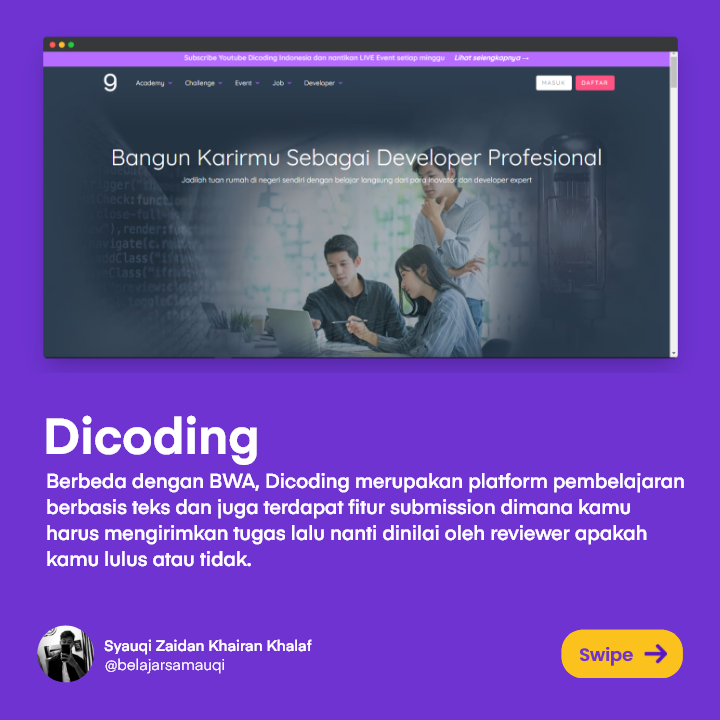 Subscribe Youtube Dicoding Indonesia dan nantikan LIVE Event setiap minggu Lihat selengkapnya →
Academy Challenge Event Job Developer MASUK DAFTAR
Bangun Karirmu Sebagai Developer Profesional
Jadilah tuan rumah di negeri sendiri dengan belajar langsung dari para inovator dan developer expert
Dicoding
Berbeda dengan BWA, Dicoding merupakan platform pembelajaran
berbasis teks dan juga terdapat fitur submission dimana kamu
harus mengirimkan tugas lalu nanti dinilai oleh reviewer apakah
kamu lulus atau tidak.
Syauqi Zaidan Khairan Khalaf
@belajarsamauqi
Swipe →